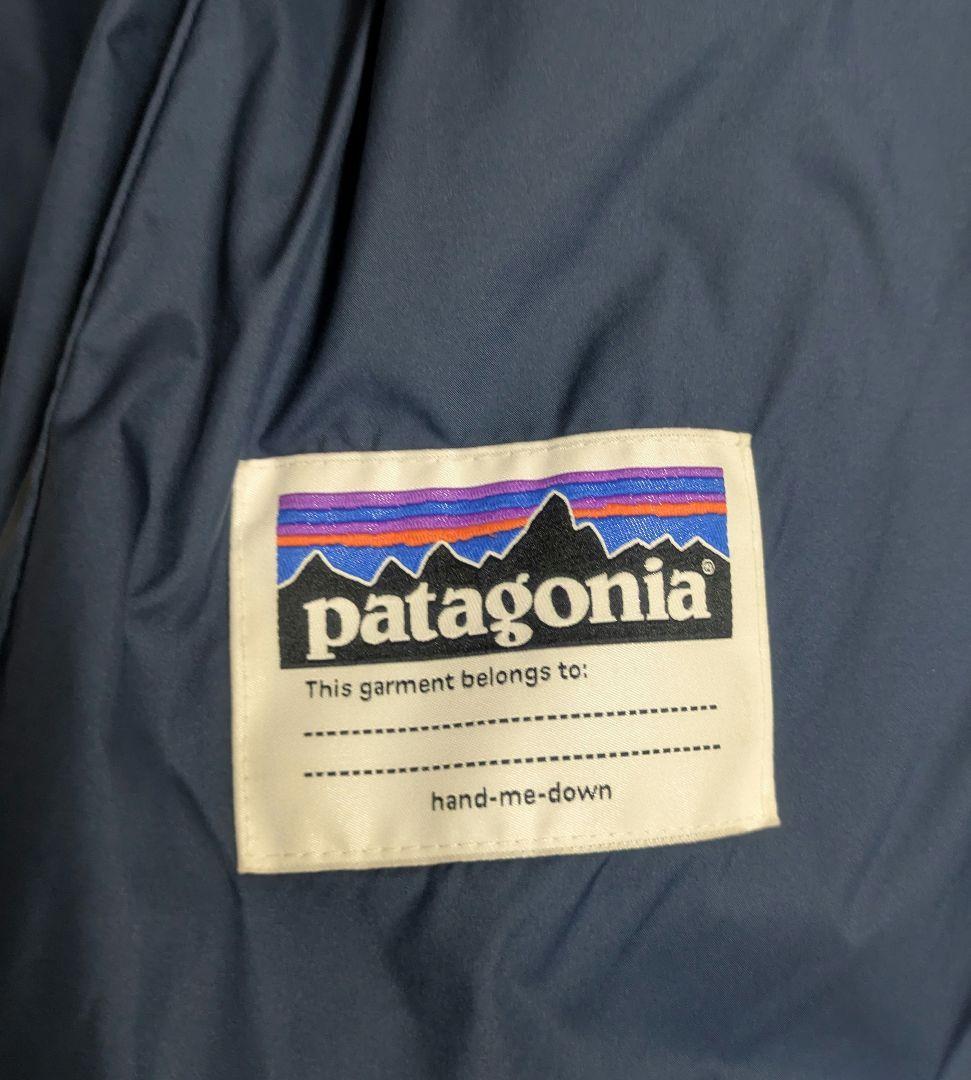 patagonia®
This garment belongs to:
hand-me-down